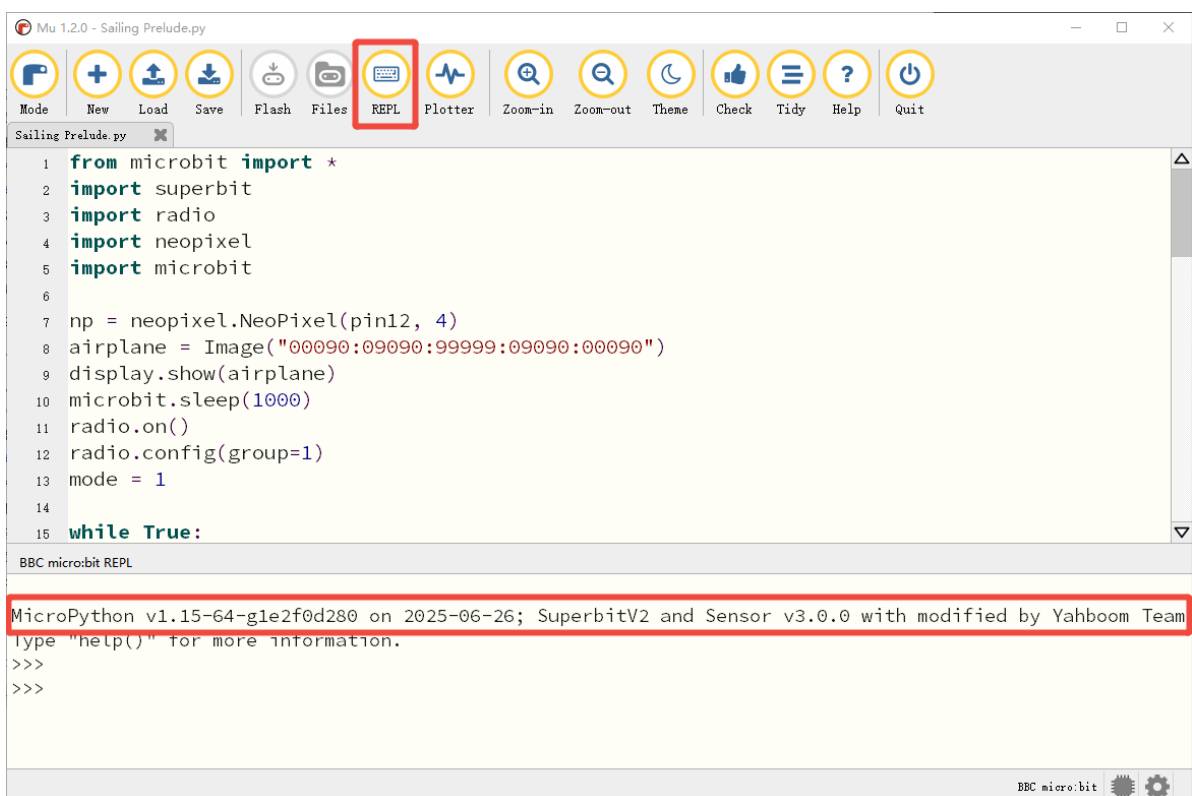 Mu 1.2.0 - Sailing Prelude.py
Mode New Load Save Flash Files REPL Plotter Zoom-in Zoom-out Theme Check Tidy Help Quit
Sailing Prelude.py
1 from microbit import *
2 import superbit
3 import radio
4 import neopixel
5 import microbit
6
7 np = neopixel.NeoPixel(pin12, 4)
8 airplane = Image("00090:09090:99999:09090:00090")
9 display.show(airplane)
10 microbit.sleep(1000)
11 radio.on()
12 radio.config(group=1)
13 mode = 1
14
15 while True:
BBC micro:bit REPL
MicroPython v1.15-64-g1e2f0d280 on 2025-06-26; SuperbitV2 and Sensor v3.0.0 with modified by Yahboom Team
Type "help()" for more information.
>>>
>>>
BBC micro:bit